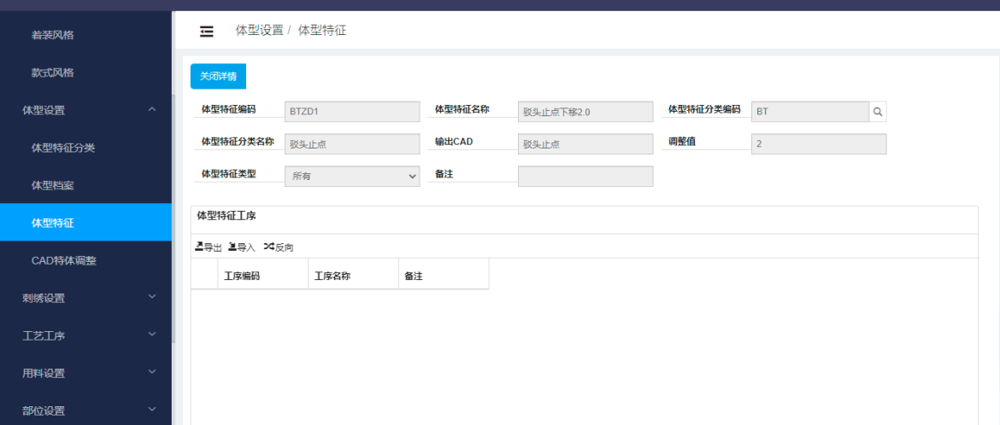 着装风格
体型设置 / 体型特征
款式风格
关闭详情
体型设置
体型特征编码 BTZD1 体型特征名称 驳头止点下移2.0 体型特征分类编码 BT
体型特征分类
体型特征分类名称 驳头止点 输出CAD 驳头止点 调整值 2
体型档案
体型特征类型 所有 备注
体型特征
体型特征工序
导出 导入 反向
CAD特体调整
工序编码 工序名称 备注
刺绣设置
工艺工序
用料设置
部位设置